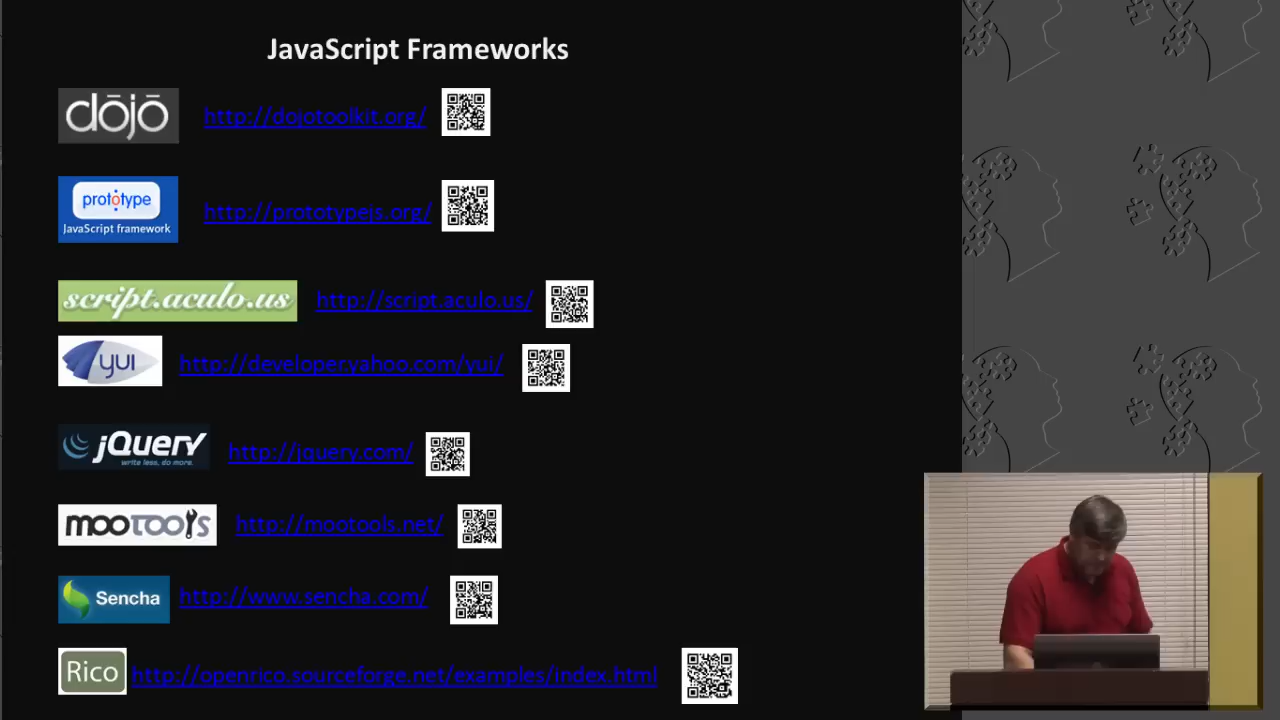 JavaScript Frameworks
dōjō http://dojotoolkit.org/
prototype
JavaScript framework
http://prototypejs.org/
script.aculo.us http://script.aculo.us/
YUI http://developer.yahoo.com/yui/
jQuery
write less, do more.
http://jquery.com/
mootools http://mootools.net/
Sencha http://www.sencha.com/
Rico http://openrico.sourceforge.net/examples/index.html